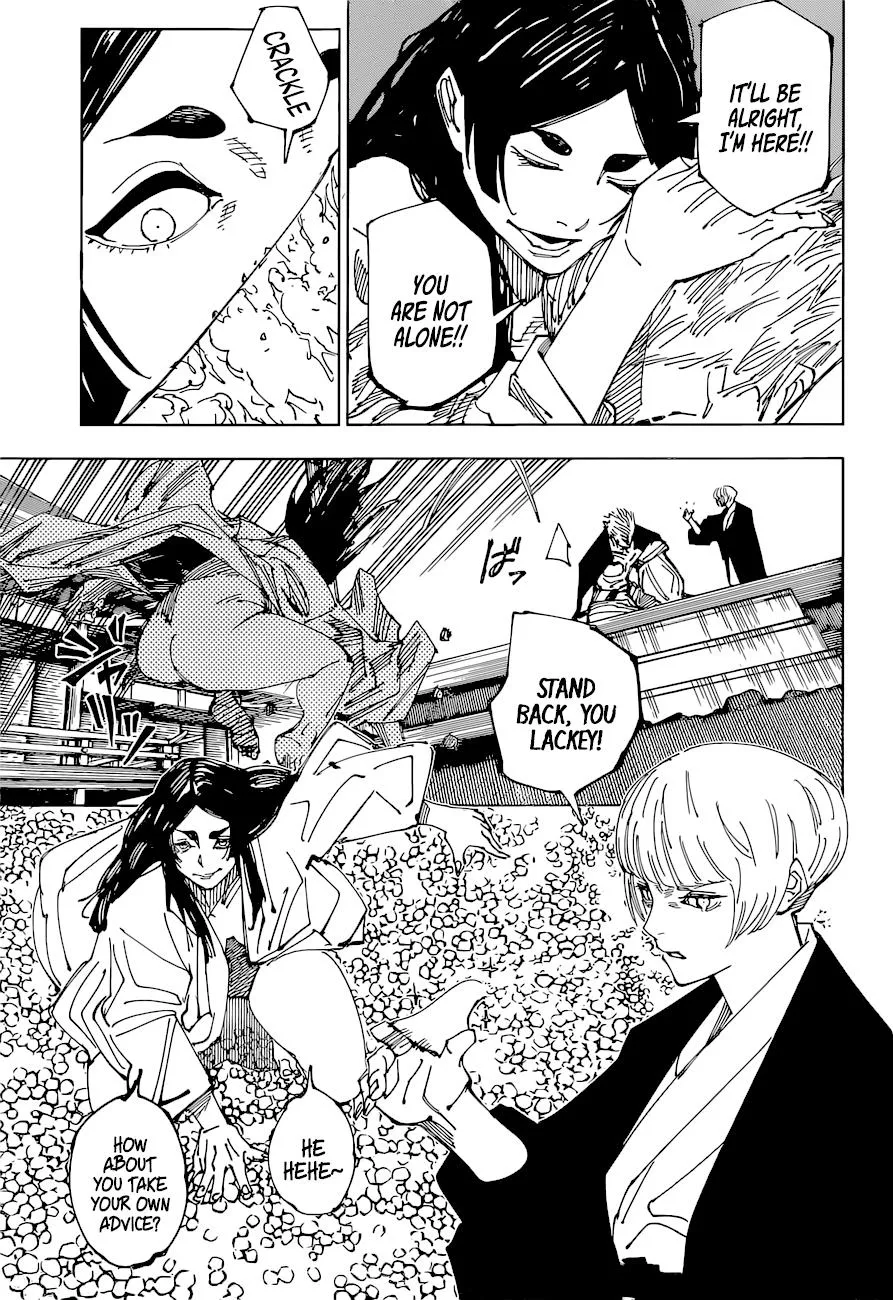 IT'LL BE
ALRIGHT,
I'M HERE!!
YOU
ARE NOT
ALONE!!
CRACKLE
ばっ
STAND
BACK, YOU
LACKEY!
HE
HEHE~
HOW
ABOUT
YOU TAKE
YOUR OWN
ADVICE?